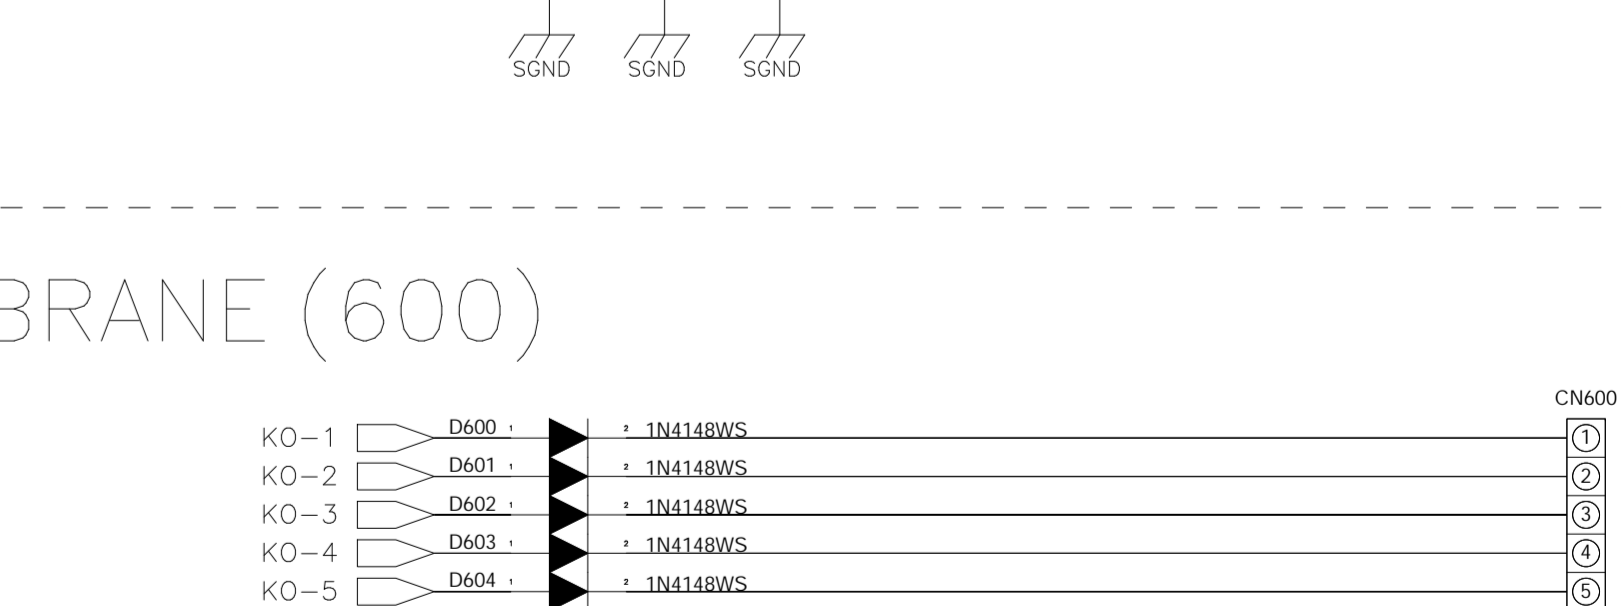 SGND SGND SGND
BRANE (600)
CN600
KO-1 D600 1 2 1N4148WS 1
KO-2 D601 1 2 1N4148WS 2
KO-3 D602 1 2 1N4148WS 3
KO-4 D603 1 2 1N4148WS 4
KO-5 D604 1 2 1N4148WS 5